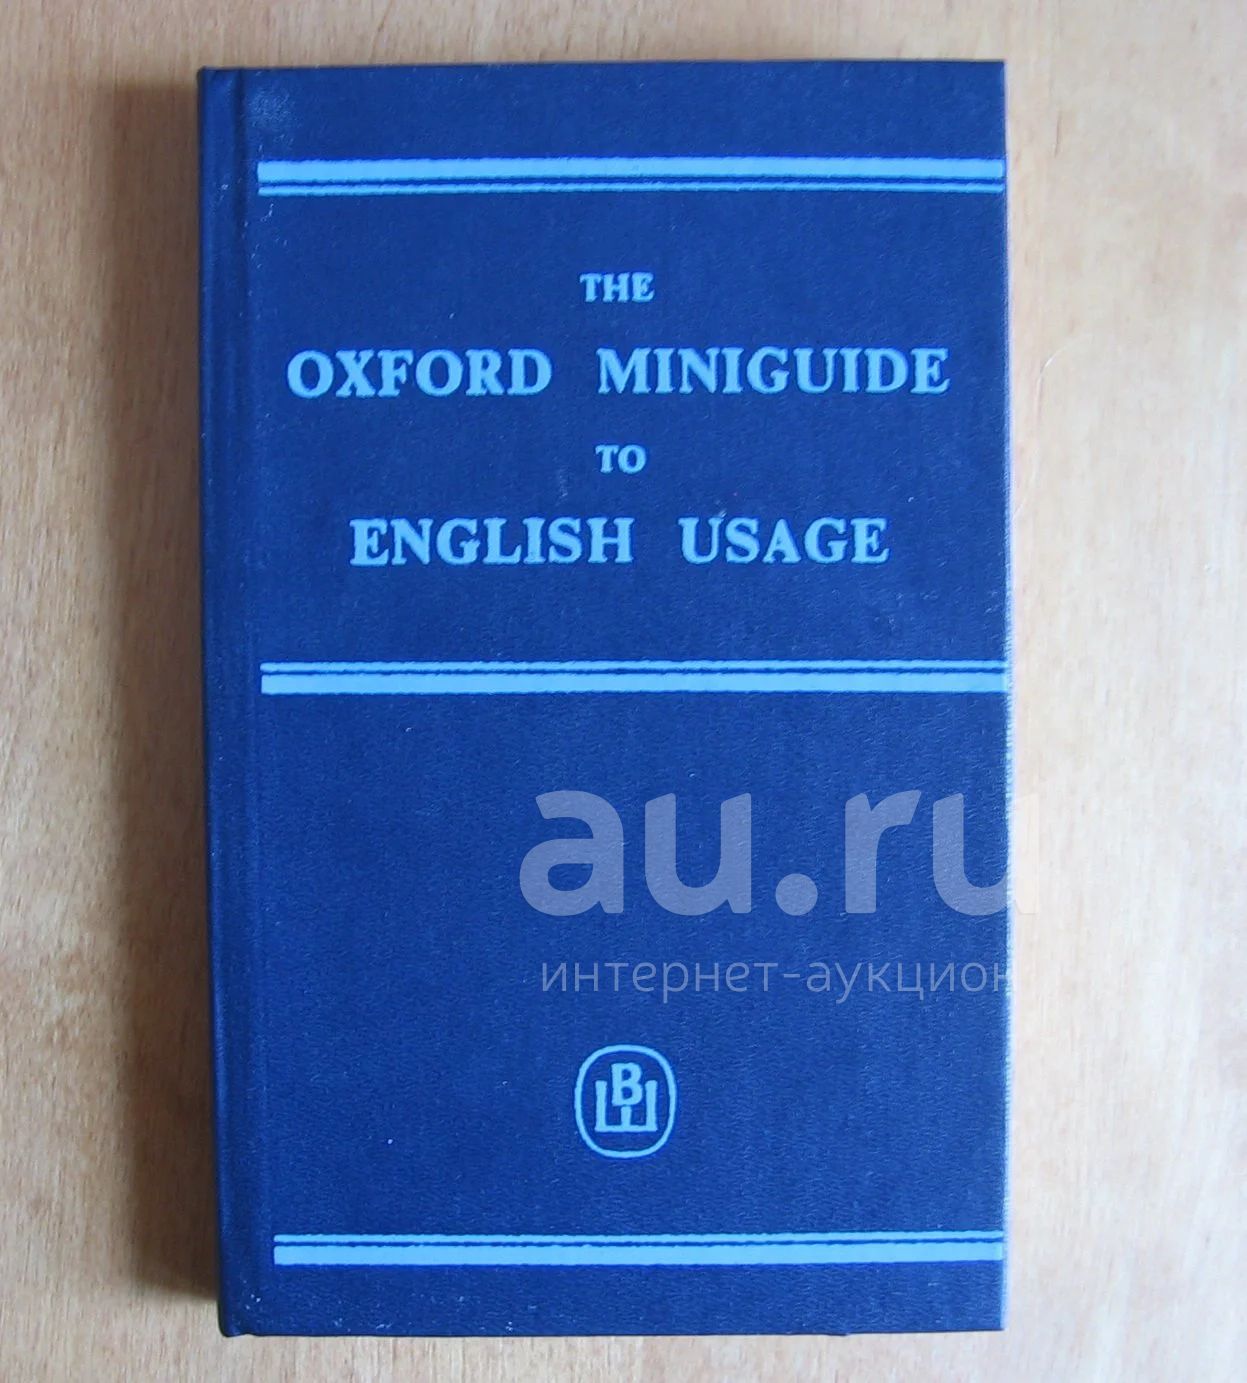 THE
OXFORD MINIGUIDE
TO
ENGLISH USAGE
au.ru
интернет-аукцион
ВШ